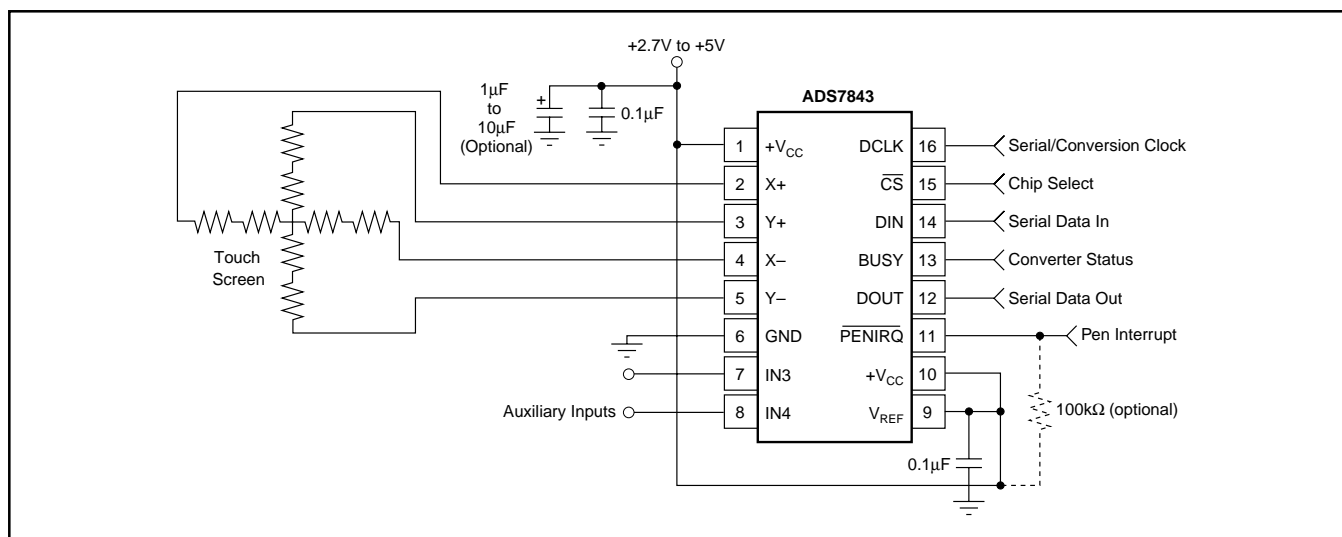 +2.7V to +5V
1µF
to
10µF
(Optional)
+
0.1µF
ADS7843
1 +VCC DCLK 16 Serial/Conversion Clock
2 X+ CS 15 Chip Select
3 Y+ DIN 14 Serial Data In
4 X– BUSY 13 Converter Status
5 Y– DOUT 12 Serial Data Out
6 GND PENIRQ 11 Pen Interrupt
7 IN3 +VCC 10
Auxiliary Inputs 8 IN4 VREF 9
100kΩ (optional)
0.1µF
Touch
Screen